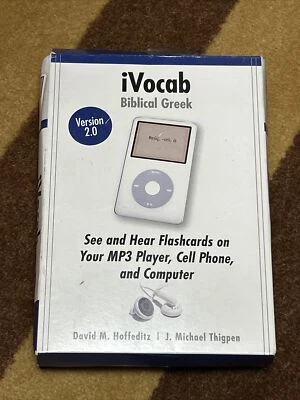 iVocab
Biblical Greek
Version
2.0
See and Hear Flashcards on
Your MP3 Player, Cell Phone,
and Computer
David M. Hoffeditz | J. Michael Thigpen